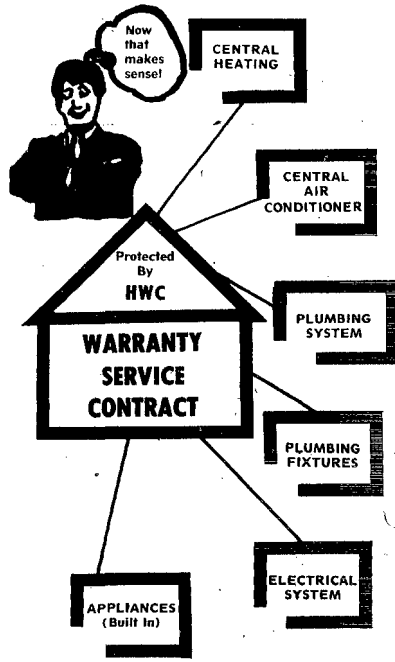 Now
that
makes
sense!
CENTRAL
HEATING
CENTRAL
AIR
CONDITIONER
Protected
By
HWC
PLUMBING
SYSTEM
WARRANTY
SERVICE
CONTRACT
PLUMBING
FIXTURES
ELECTRICAL
SYSTEM
APPLIANCES
(Built In)